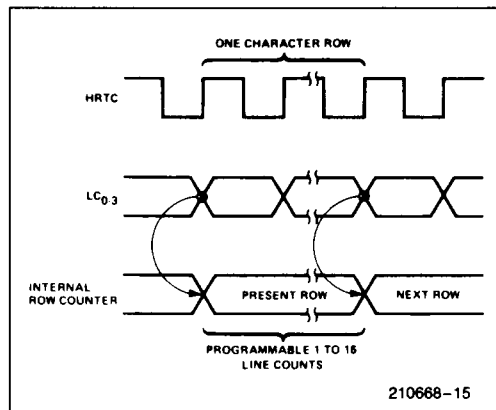 ONE CHARACTER ROW
HRTC
LC0-3
INTERNAL
ROW COUNTER
PRESENT ROW
NEXT ROW
PROGRAMMABLE 1 TO 16
LINE COUNTS
210668-15